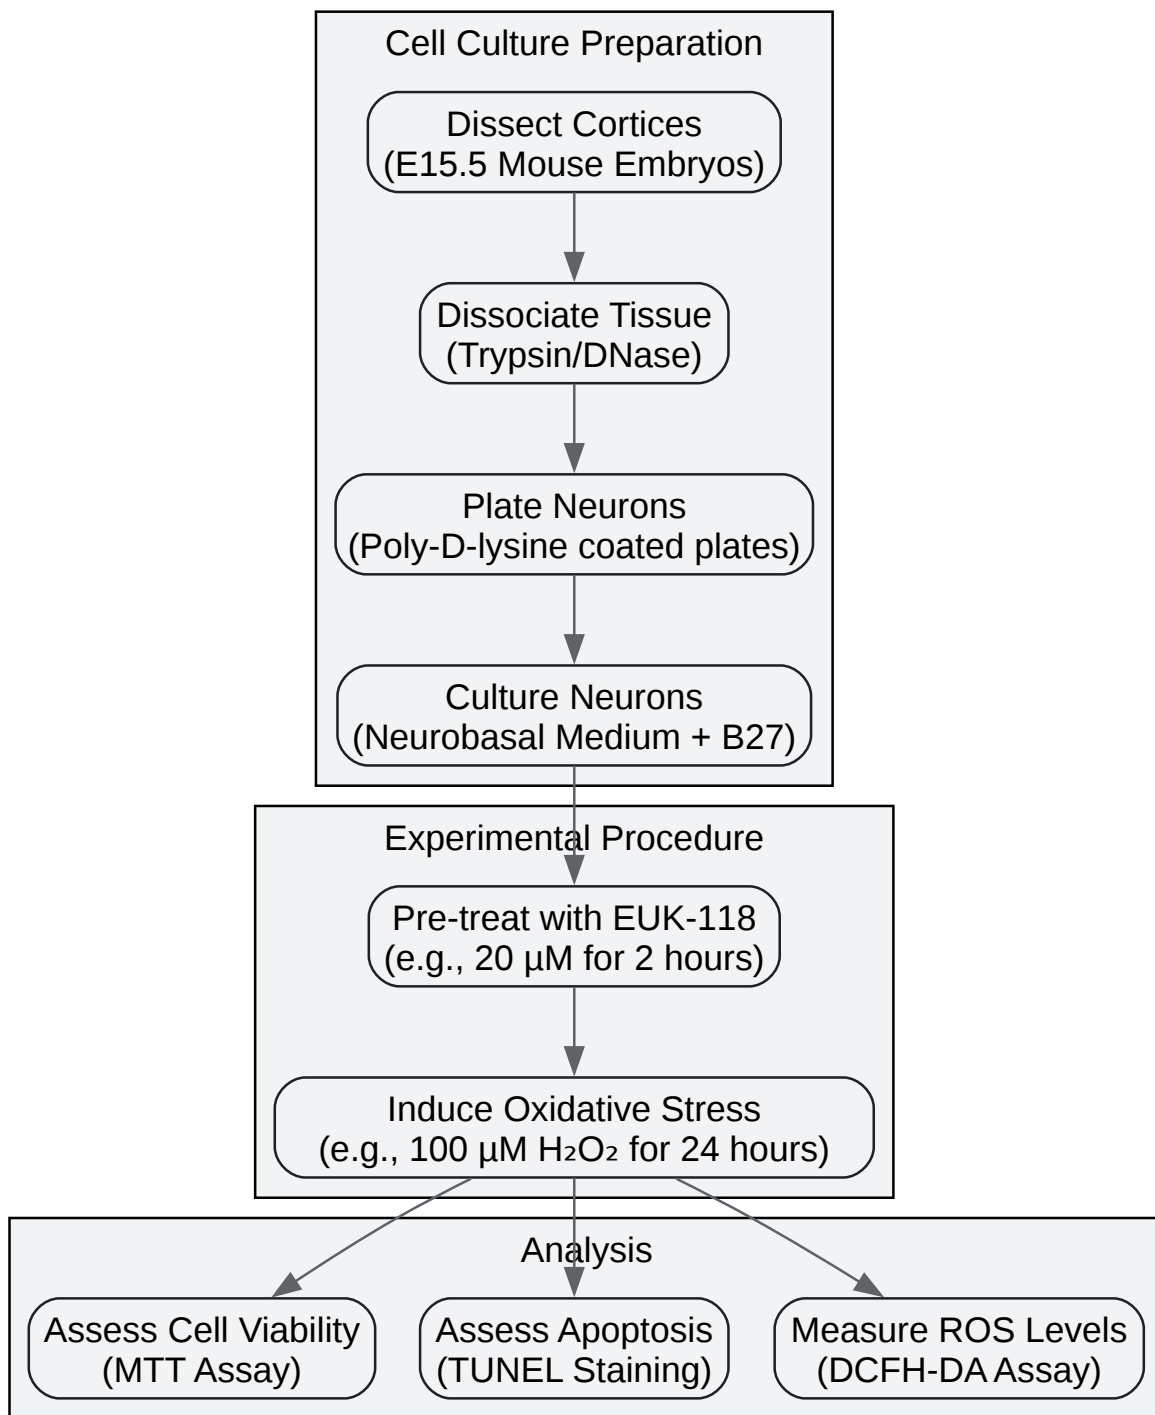 Cell Culture Preparation
Dissect Cortices
(E15.5 Mouse Embryos)
Dissociate Tissue
(Trypsin/DNase)
Plate Neurons
(Poly-D-lysine coated plates)
Culture Neurons
(Neurobasal Medium + B27)
Experimental Procedure
Pre-treat with EUK-118
(e.g., 20 µM for 2 hours)
Induce Oxidative Stress
(e.g., 100 µM H₂O₂ for 24 hours)
Analysis
Assess Cell Viability
(MTT Assay)
Assess Apoptosis
(TUNEL Staining)
Measure ROS Levels
(DCFH-DA Assay)